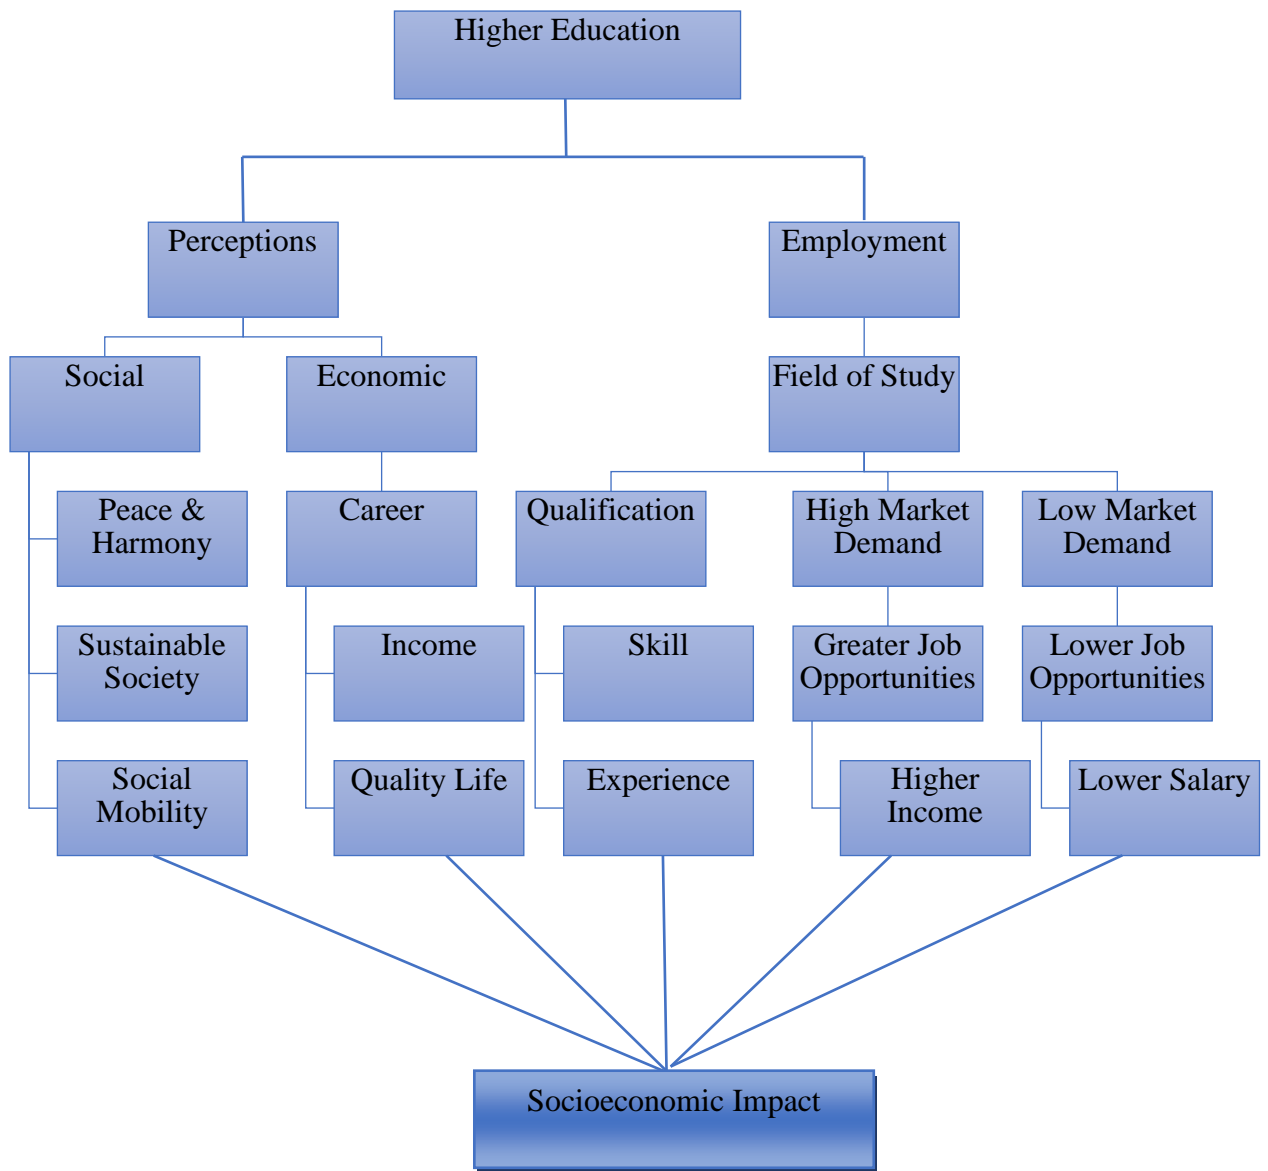 Higher Education
Perceptions
Employment
Social
Economic
Field of Study
Peace &
Harmony
Career
Qualification
High Market
Demand
Low Market
Demand
Sustainable
Society
Income
Skill
Greater Job
Opportunities
Lower Job
Opportunities
Social
Mobility
Quality Life
Experience
Higher
Income
Lower Salary
Socioeconomic Impact